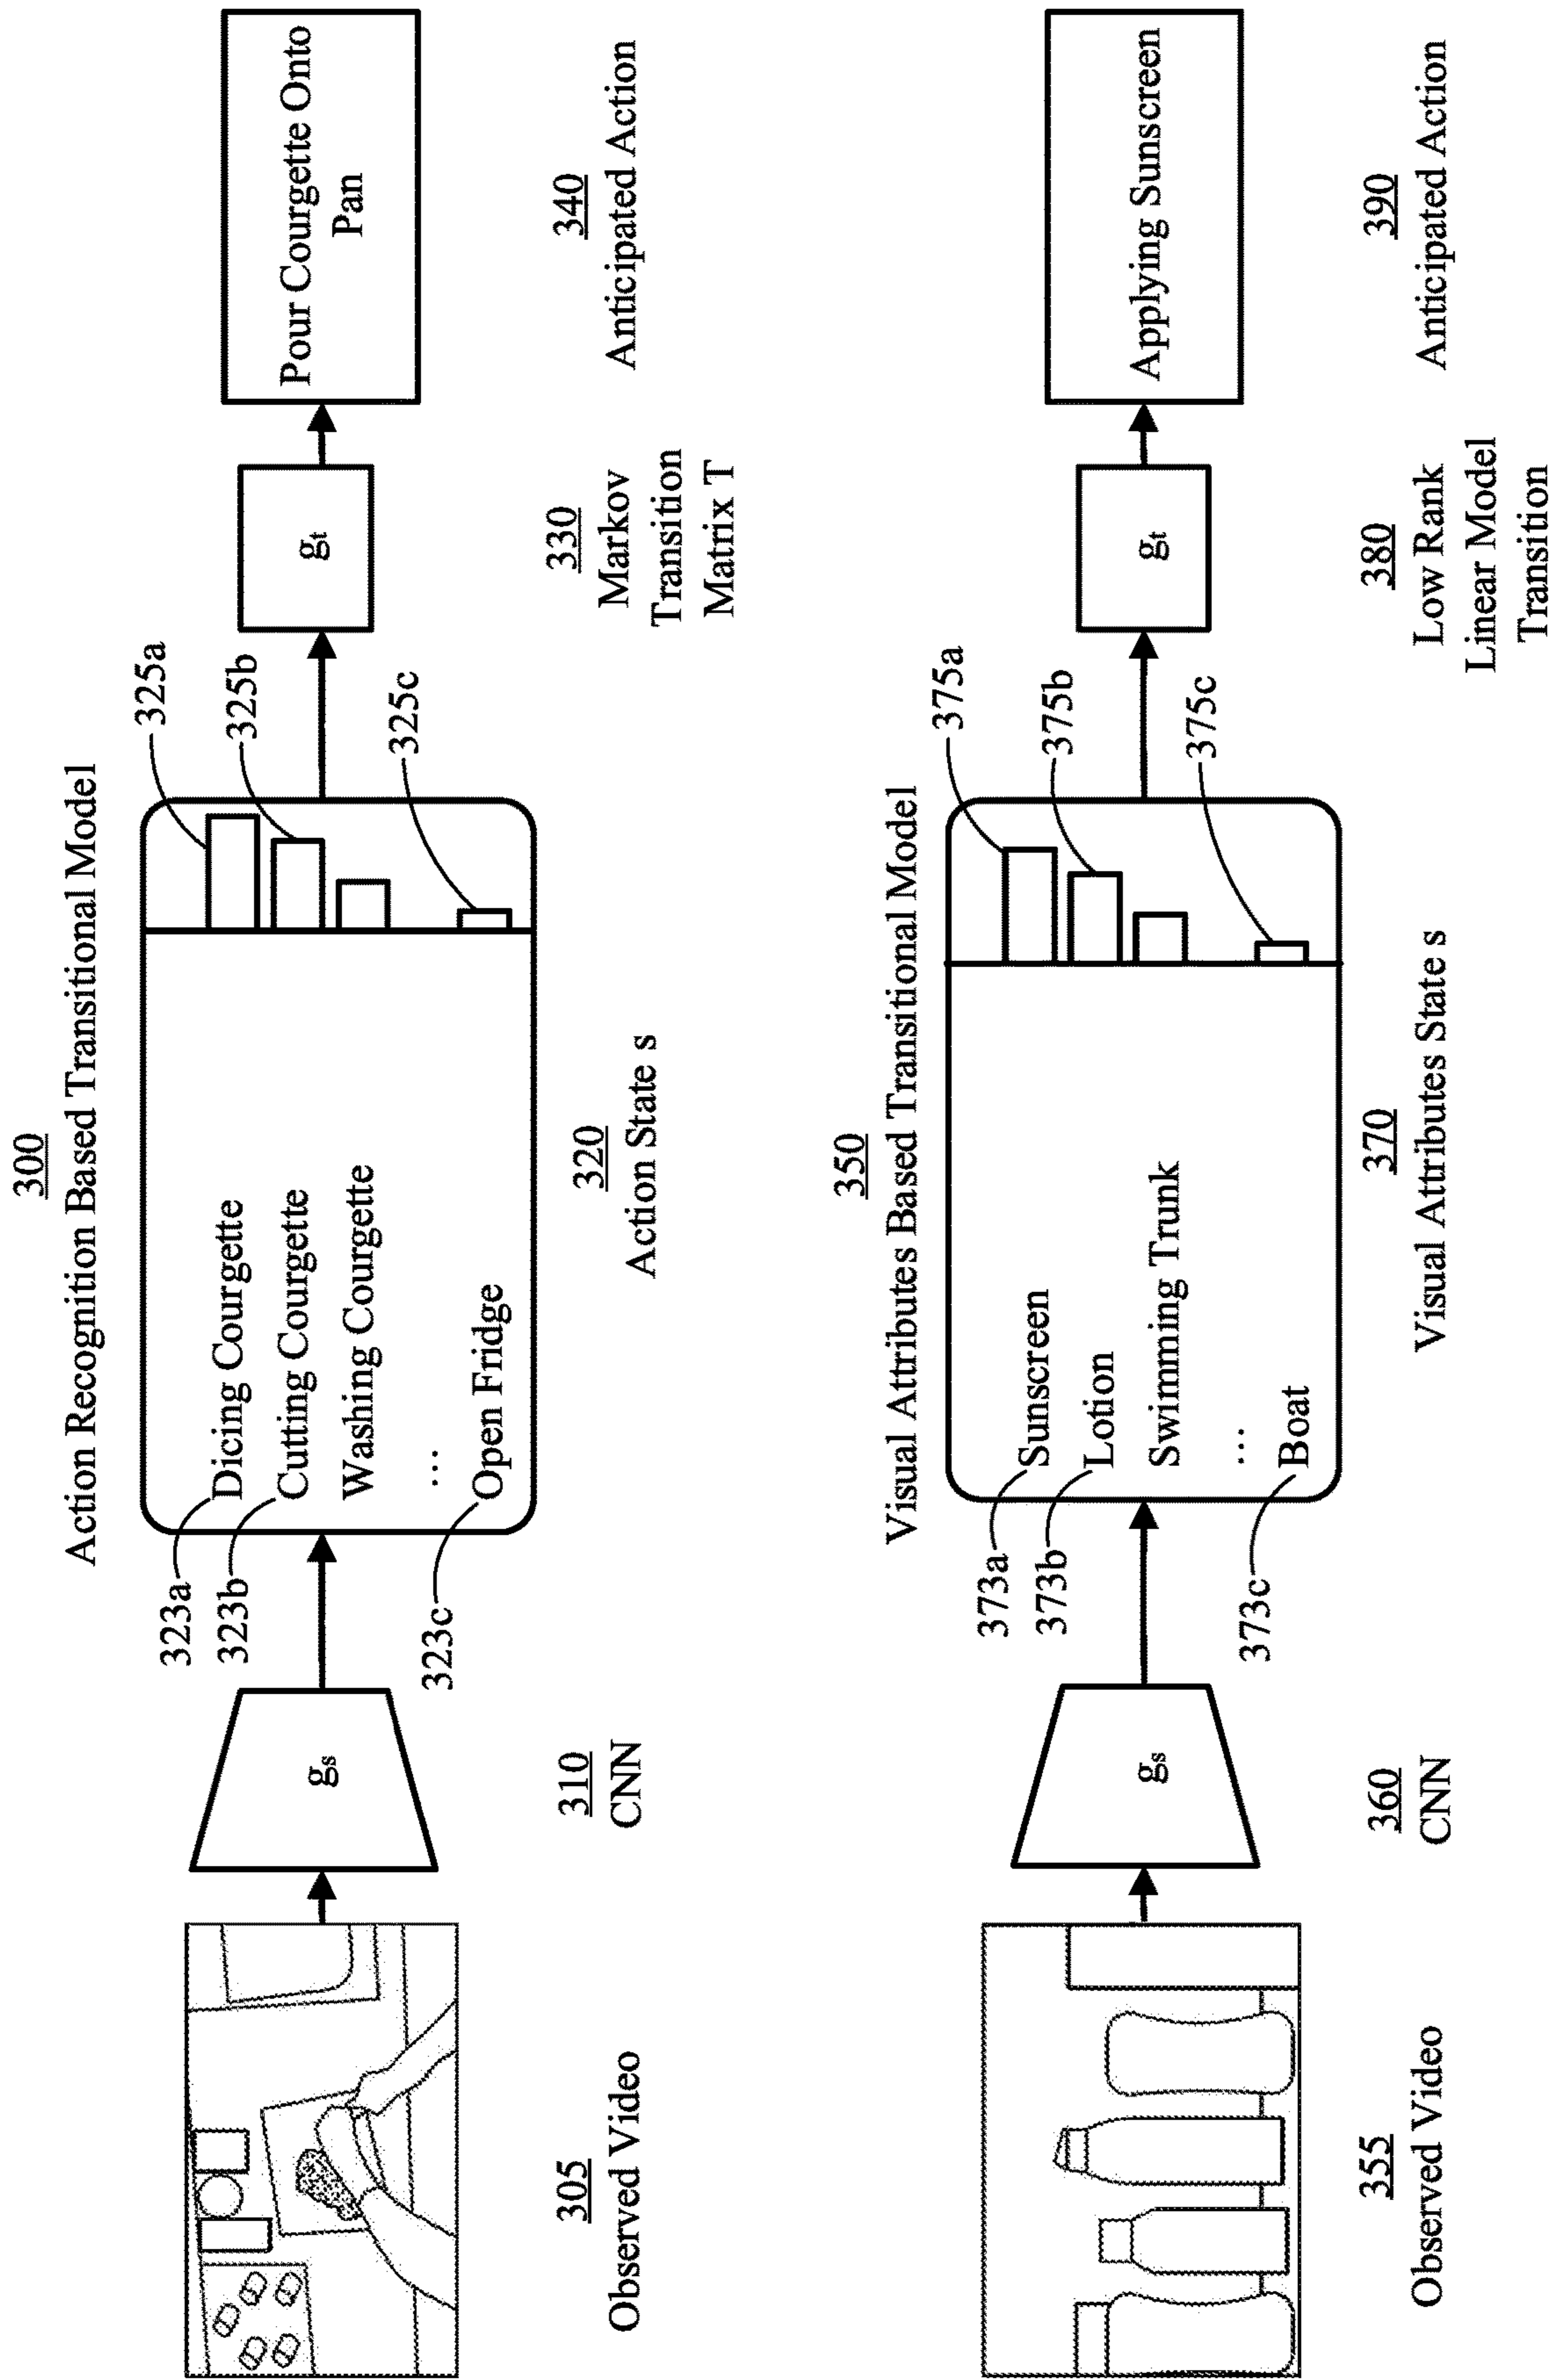 300
Action Recognition Based Transitional Model
323a
323b
323c
Dicing Courgette
Cutting Courgette
Washing Courgette
...
Open Fridge
325a
325b
325c
gs
gt
Pour Courgette Onto
Pan
305
Observed Video
310
CNN
320
Action State s
330
Markov
Transition
Matrix T
340
Anticipated Action
350
Visual Attributes Based Transitional Model
373a
373b
373c
Sunscreen
Lotion
Swimming Trunk
...
Boat
375a
375b
375c
gs
gt
Applying Sunscreen
355
Observed Video
360
CNN
370
Visual Attributes State s
380
Low Rank
Linear Model
Transition
390
Anticipated Action